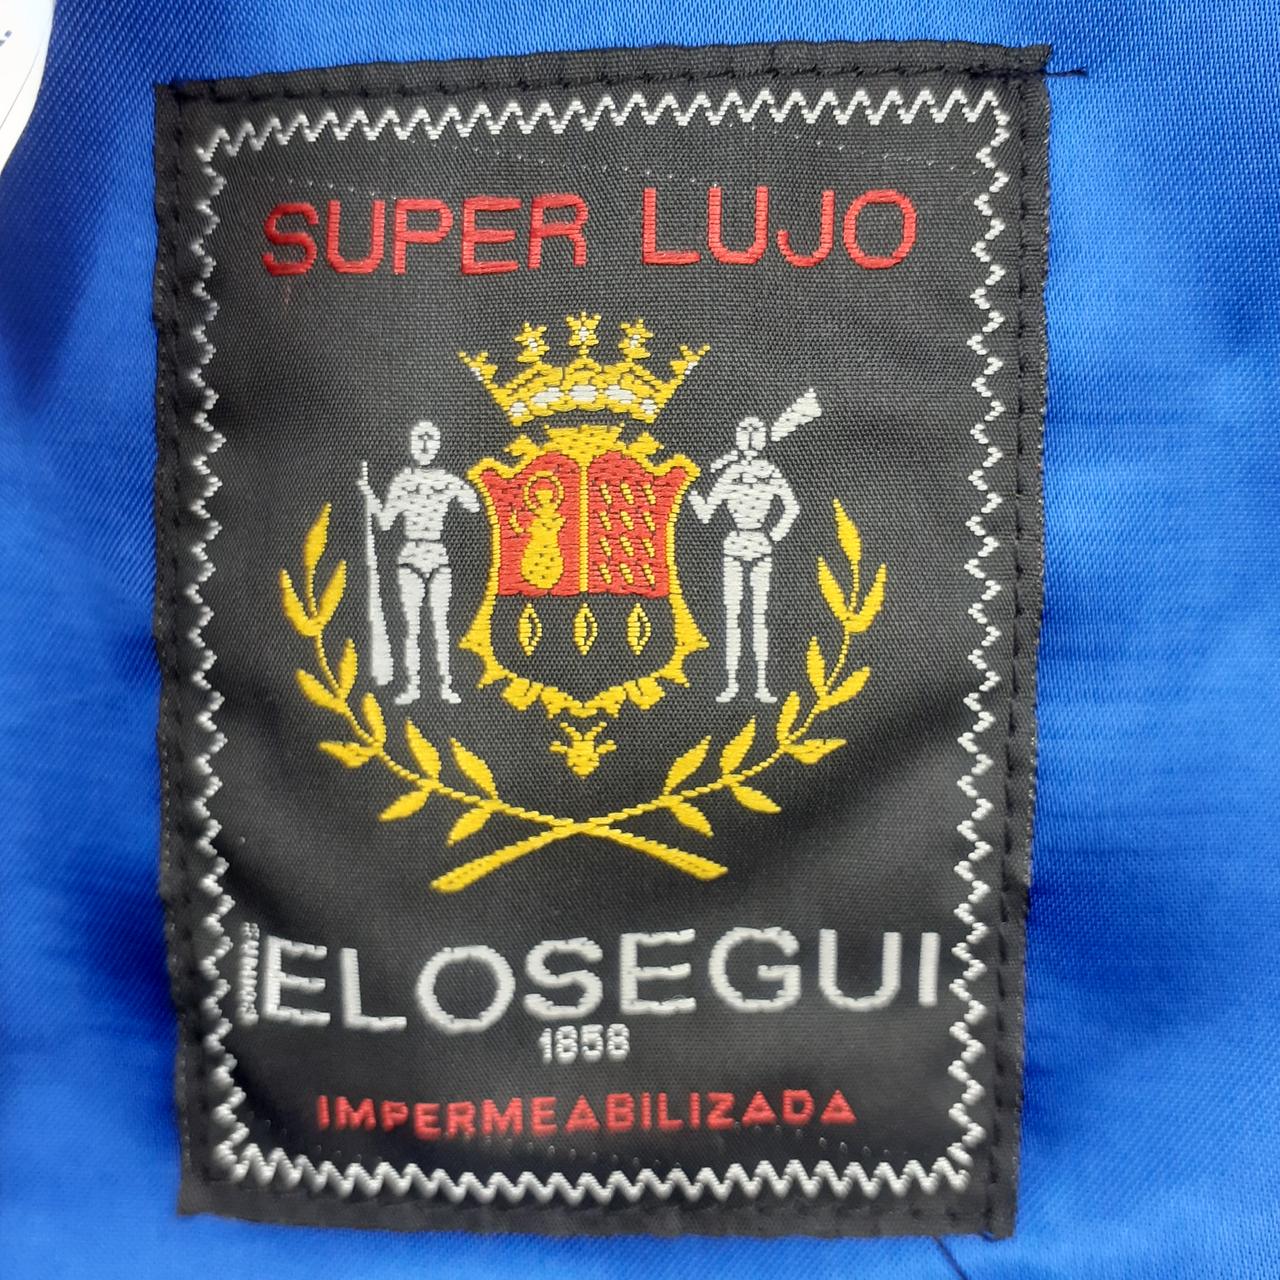 SUPER LUJO
ELOSEGUI
1858
IMPERMEABILIZADA